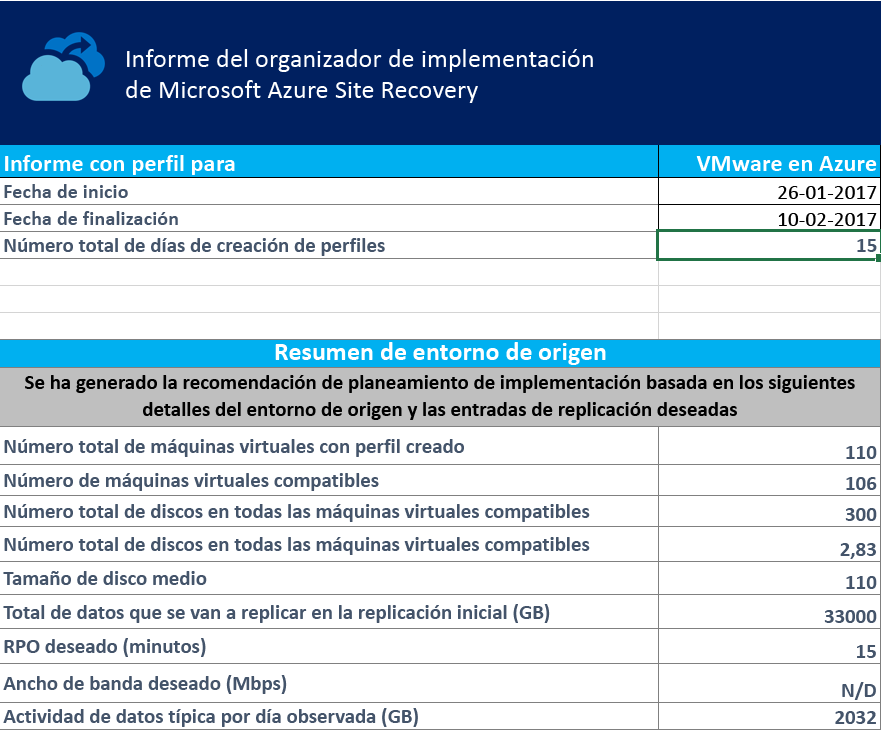 Informe del organizador de implementación
de Microsoft Azure Site Recovery
Informe con perfil para VMware en Azure
Fecha de inicio 26-01-2017
Fecha de finalización 10-02-2017
Número total de días de creación de perfiles 15
Resumen de entorno de origen
Se ha generado la recomendación de planeamiento de implementación basada en los siguientes
detalles del entorno de origen y las entradas de replicación deseadas
Número total de máquinas virtuales con perfil creado 110
Número de máquinas virtuales compatibles 106
Número total de discos en todas las máquinas virtuales compatibles 300
Número total de discos en todas las máquinas virtuales compatibles 2,83
Tamaño de disco medio 110
Total de datos que se van a replicar en la replicación inicial (GB) 33000
RPO deseado (minutos) 15
Ancho de banda deseado (Mbps) N/D
Actividad de datos típica por día observada (GB) 2032